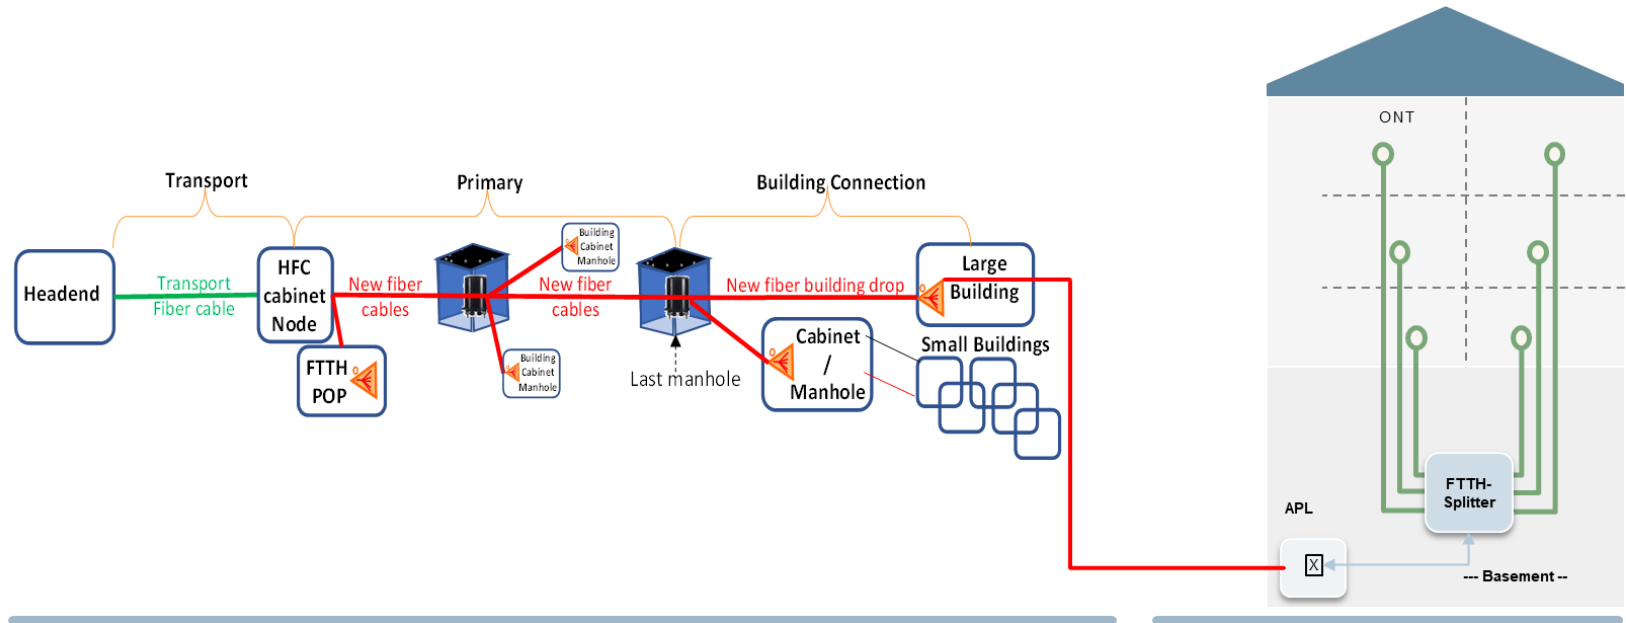 ONT
Transport
Primary
Building Connection
Building
Cabinet
Manhole
Headend
HFC
cabinet
Node
Transport
Fiber cable
New fiber
cables
New fiber
cables
New fiber building drop
Large
Building
FTTH
POP
Building
Cabinet
Manhole
Last manhole
Cabinet
/
Manhole
Small Buildings
FTTH-
Splitter
APL
X
--- Basement --